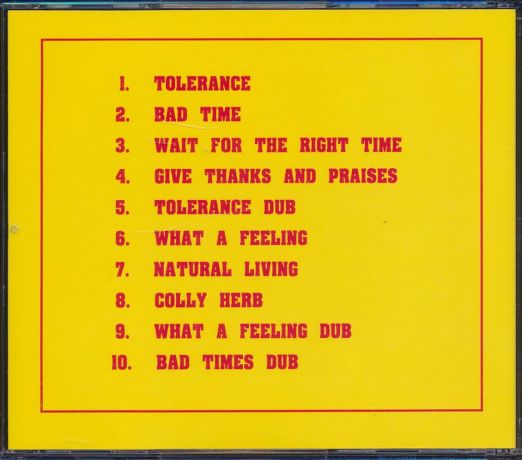 1. TOLERANCE
2. BAD TIME
3. WAIT FOR THE RIGHT TIME
4. GIVE THANKS AND PRAISES
5. TOLERANCE DUB
6. WHAT A FEELING
7. NATURAL LIVING
8. COLLY HERB
9. WHAT A FEELING DUB
10. BAD TIMES DUB